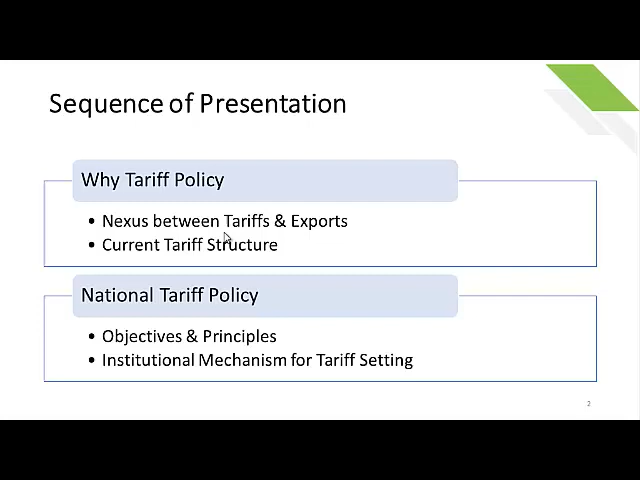 Sequence of Presentation
Why Tariff Policy
• Nexus between Tariffs & Exports
• Current Tariff Structure
National Tariff Policy
• Objectives & Principles
• Institutional Mechanism for Tariff Setting
2